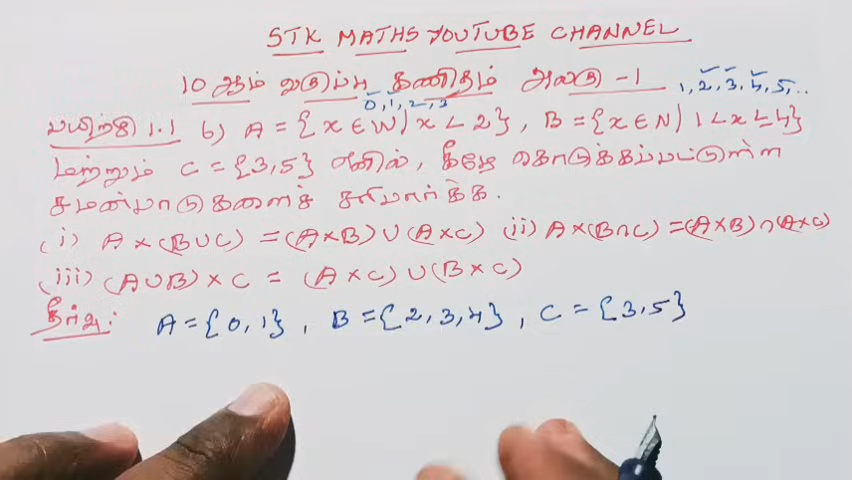 STK MATHS YOUTUBE CHANNEL
10 ஆம் வகுப்பு கணிதம் அலகு - 1 1, 2, 3, 4, 5, ..
0, 1, 2, 3
பயிற்சி 1.1 6) A = {x ∈ W | x < 2}, B = {x ∈ N | 1 < x ≤ 4}
மற்றும் C = {3,5} எனில், கீழே கொடுக்கப்பட்டுள்ள
சமன்பாடுகளைச் சரிபார்க்க.
(i) A × (B ∪ C) = (A × B) ∪ (A × C) (ii) A × (B ∩ C) = (A × B) ∩ (A × C)
(iii) (A ∪ B) × C = (A × C) ∪ (B × C)
தீர்வு: A = {0, 1}, B = {2, 3, 4}, C = {3, 5}